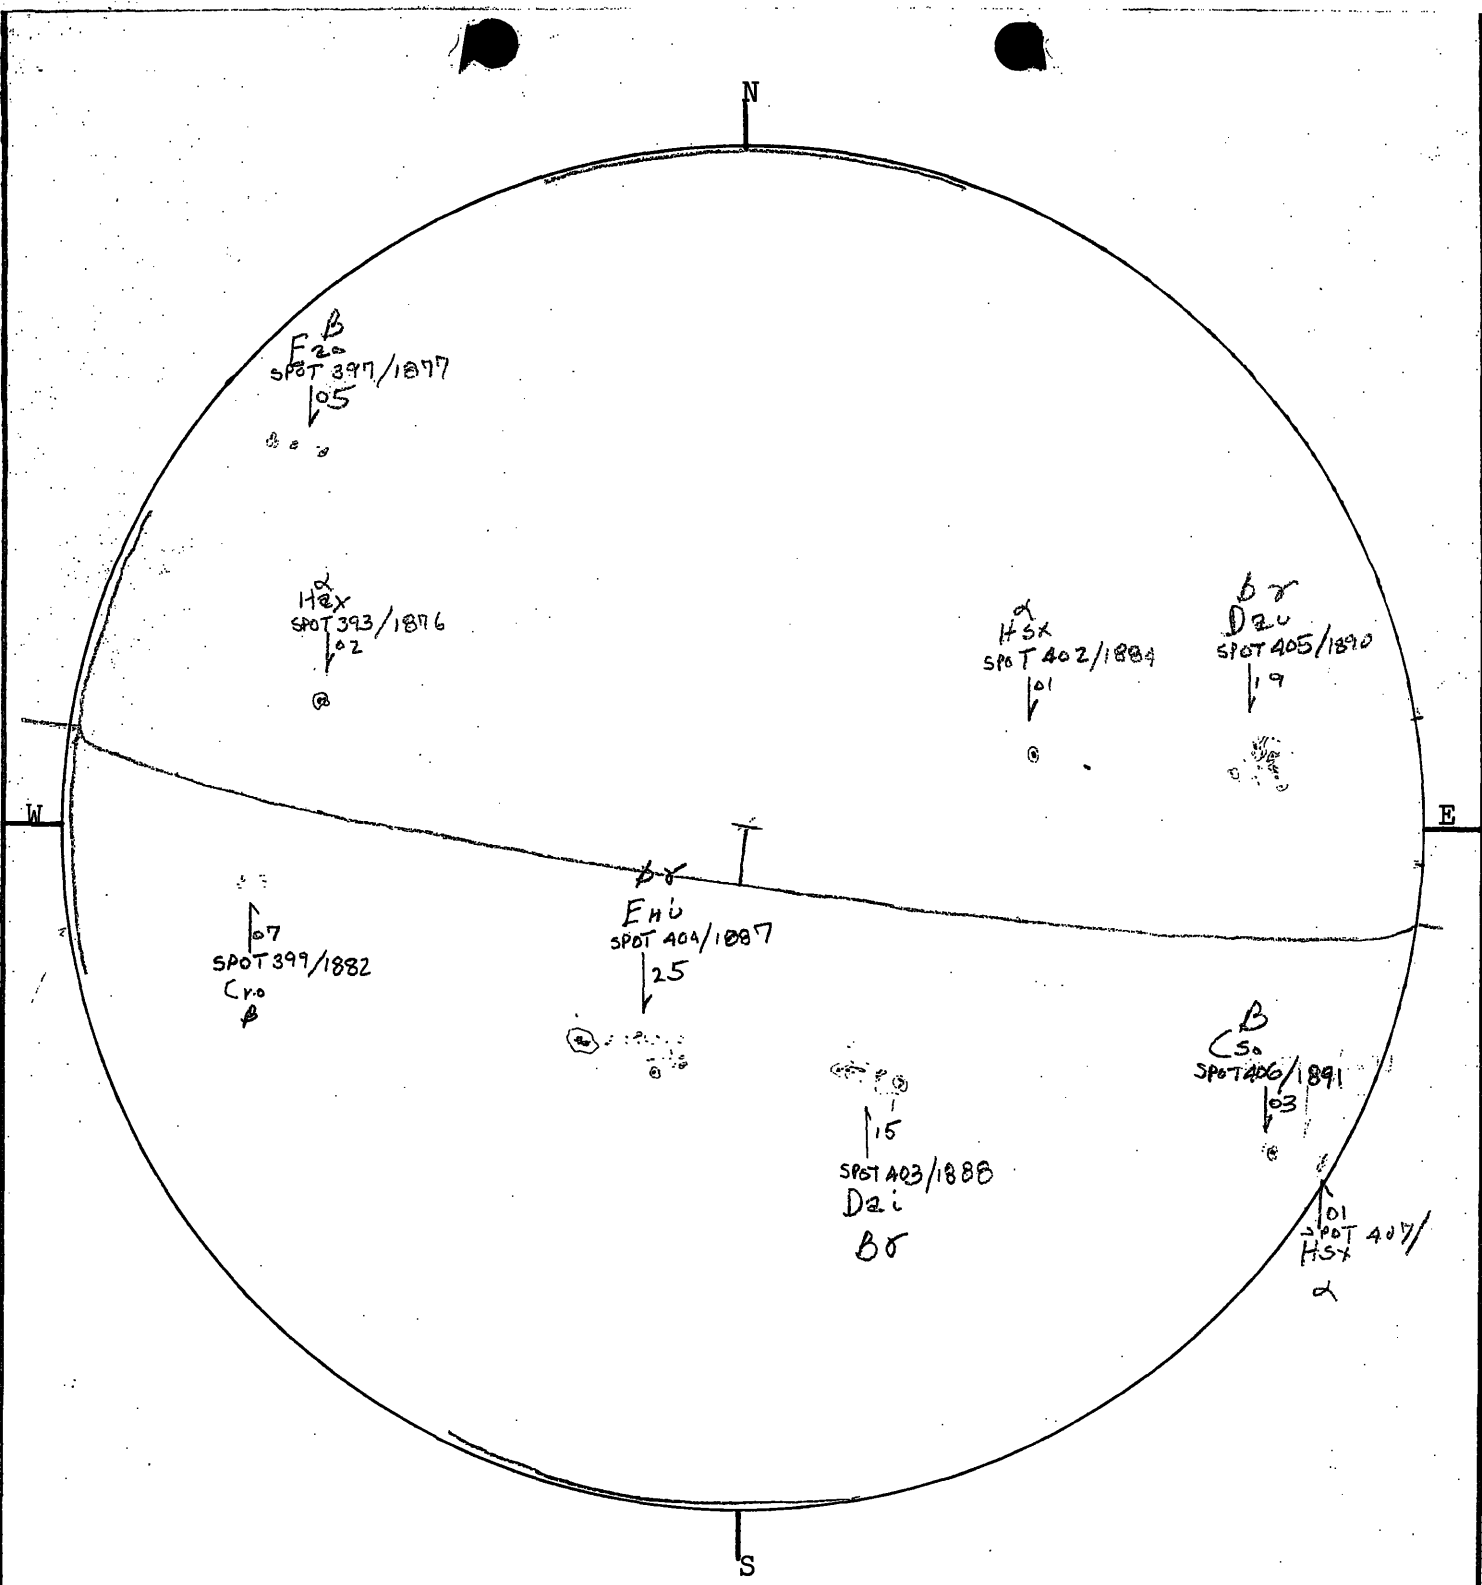 N
β
Eao
SPOT 397/1877
05
α
Hax
SPOT 393/1876
02
α
Hsx
SPOT 402/1884
01
βγ
Dau
SPOT 405/1890
19
W
E
07
SPOT 399/1882
Cro
β
βγ
EHi
SPOT 404/1887
25
15
SPOT 403/1888
Dai
βγ
β
Cso
SPOT 406/1891
03
01
SPOT 407/
HSX
α
S